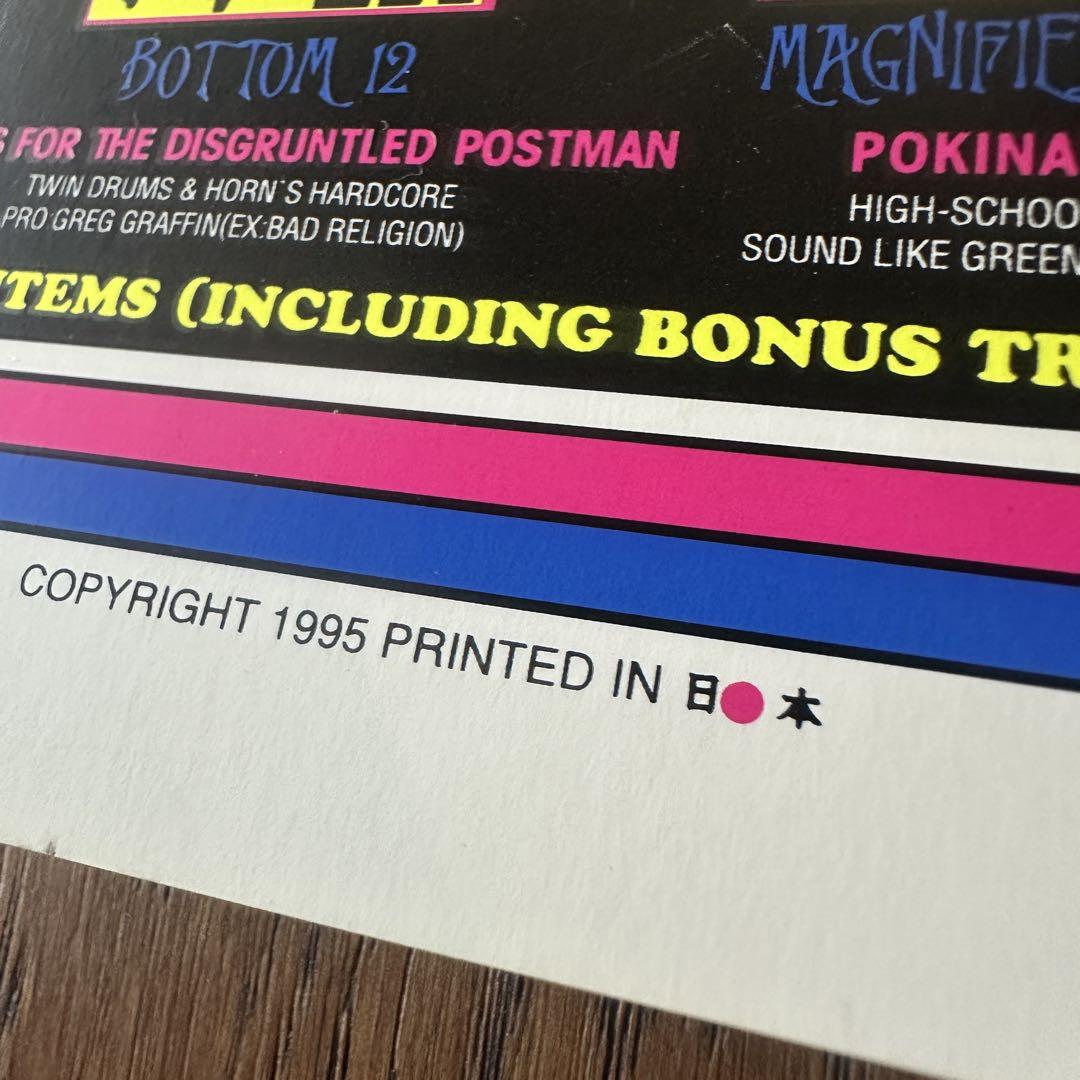 BOTTOM 12
FOR THE DISGRUNTLED POSTMAN
TWIN DRUMS & HORN'S HARDCORE
PRO:GREG GRAFFIN(EX:BAD RELIGION)
MAGNIFIE
POKINA
HIGH-SCHOO
SOUND LIKE GREEN
ITEMS (INCLUDING BONUS TR
COPYRIGHT 1995 PRINTED IN 日●本